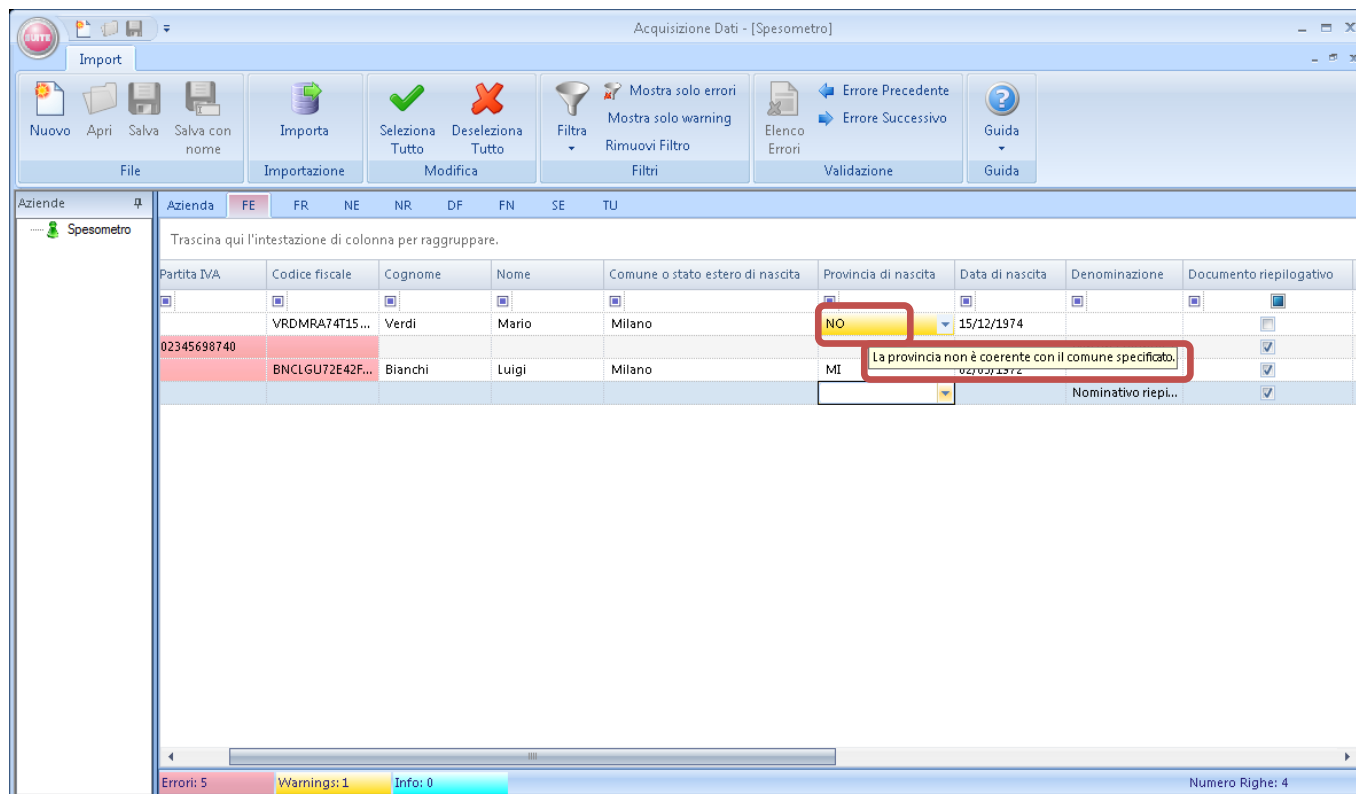 SUITE
Acquisizione Dati - [Spesometro]
Import
Nuovo
Apri
Salva
Salva con nome
File
Importa
Importazione
Seleziona Tutto
Deseleziona Tutto
Modifica
Filtra
Mostra solo errori
Mostra solo warning
Rimuovi Filtro
Filtri
Elenco Errori
Errore Precedente
Errore Successivo
Validazione
Guida
Guida
Aziende
Spesometro
Azienda FE FR NE NR DF FN SE TU
Trascina qui l'intestazione di colonna per raggruppare.
Partita IVA Codice fiscale Cognome Nome Comune o stato estero di nascita Provincia di nascita Data di nascita Denominazione Documento riepilogativo
VRDMRA74T15... Verdi Mario Milano NO 15/12/1974
02345698740
La provincia non è coerente con il comune specificato.
BNCLGU72E42F... Bianchi Luigi Milano MI 02/05/1972
Nominativo riepi...
Errori: 5 Warnings: 1 Info: 0 Numero Righe: 4